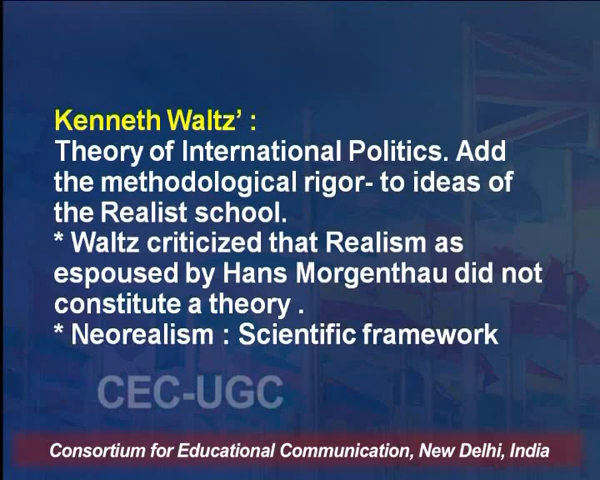 Kenneth Waltz’ :
Theory of International Politics. Add
the methodological rigor- to ideas of
the Realist school.
* Waltz criticized that Realism as
espoused by Hans Morgenthau did not
constitute a theory .
* Neorealism : Scientific framework
CEC-UGC
Consortium for Educational Communication, New Delhi, India